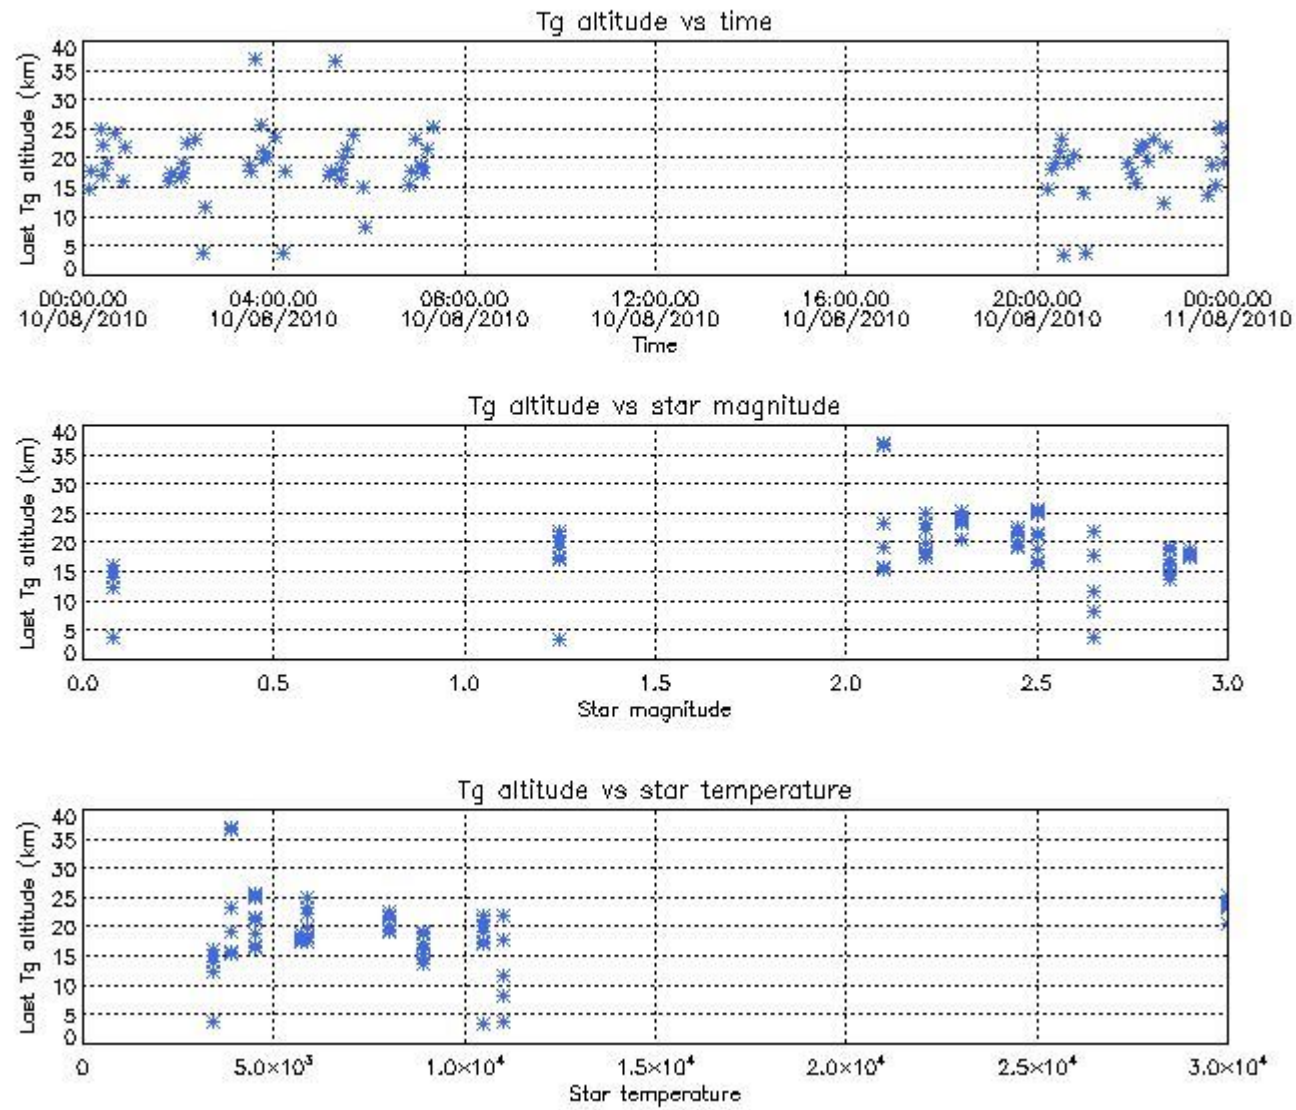 Tg altitude vs time
Last Tg altitude (km)
40
35
30
25
20
15
10
5
0
00:00.00 04:00.00 08:00.00 12:00.00 16:00.00 20:00.00 00:00.00
10/08/2010 10/08/2010 10/08/2010 10/08/2010 10/08/2010 10/08/2010 11/08/2010
Time
Tg altitude vs star magnitude
Last Tg altitude (km)
40
35
30
25
20
15
10
5
0
0.0 0.5 1.0 1.5 2.0 2.5 3.0
Star magnitude
Tg altitude vs star temperature
Last Tg altitude (km)
40
35
30
25
20
15
10
5
0
0 5.0×10³ 1.0×10⁴ 1.5×10⁴ 2.0×10⁴ 2.5×10⁴ 3.0×10⁴
Star temperature